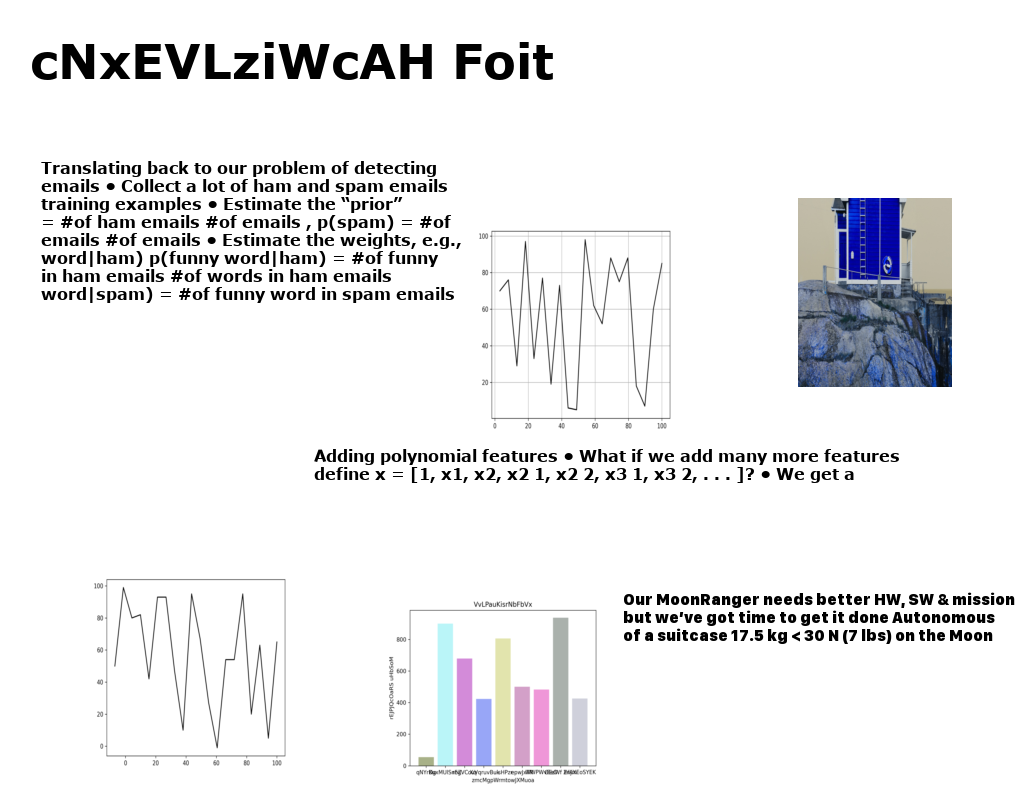 cNxEVLziWcAH Foit
Translating back to our problem of detecting
emails • Collect a lot of ham and spam emails
training examples • Estimate the “prior”
= #of ham emails #of emails , p(spam) = #of
emails #of emails • Estimate the weights, e.g.,
word|ham) p(funny word|ham) = #of funny
in ham emails #of words in ham emails
word|spam) = #of funny word in spam emails
100
80
60
40
20
0 20 40 60 80 100
Adding polynomial features • What if we add many more features
define x = [1, x1, x2, x2 1, x2 2, x3 1, x3 2, . . . ]? • We get a
100
80
60
40
20
0
0 20 40 60 80 100
VvLPauKisrNbFbVx
800
600
400
200
0
zmcMgpWrmtowJXMuoa
Our MoonRanger needs better HW, SW & mission
but we’ve got time to get it done Autonomous
of a suitcase 17.5 kg < 30 N (7 lbs) on the Moon